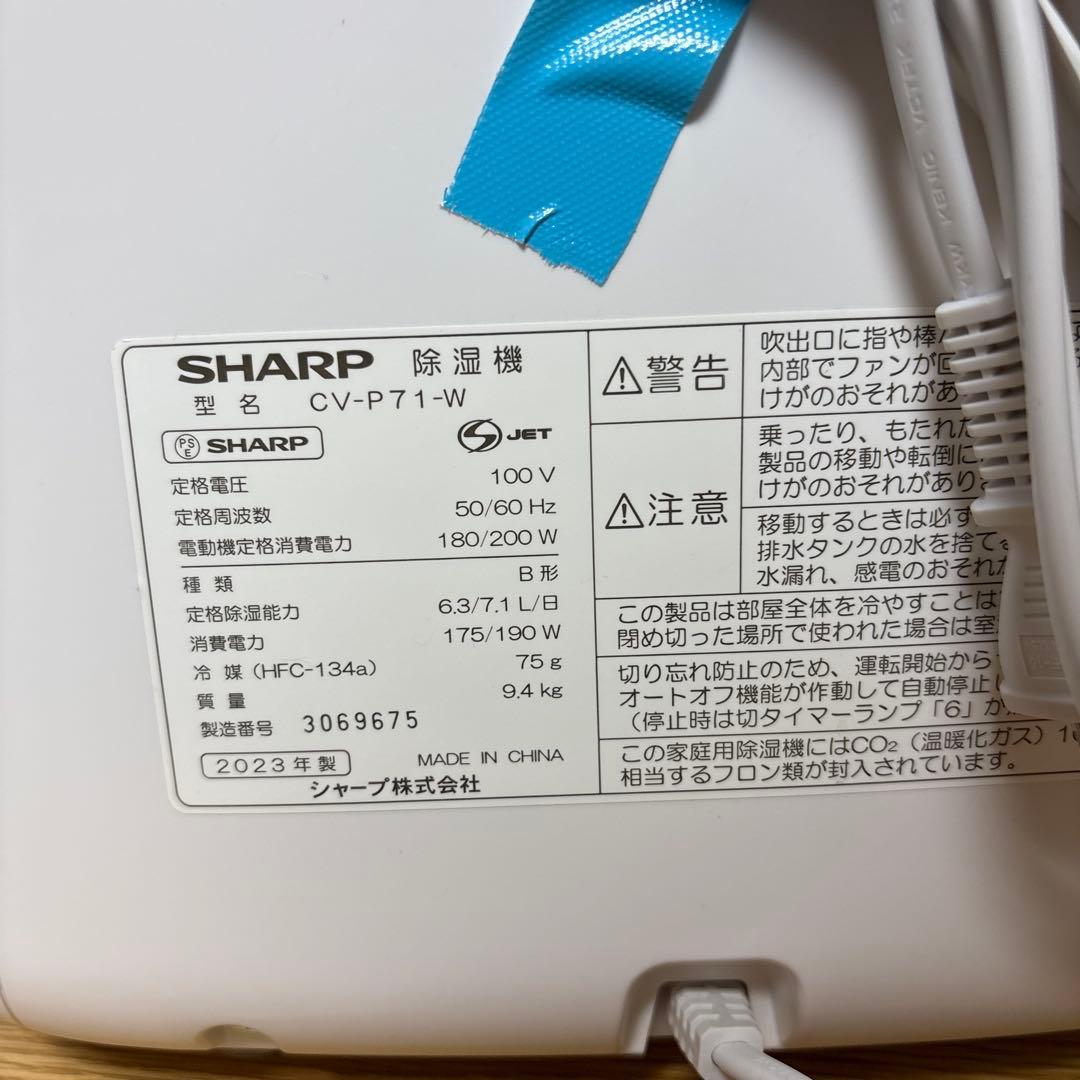 SHARP 除湿機
型名 CV-P71-W
PSE SHARP
S JET
定格電圧 100 V
定格周波数 50/60 Hz
電動機定格消費電力 180/200 W
種類 B 形
定格除湿能力 6.3/7.1 L/日
消費電力 175/190 W
冷媒(HFC-134a) 75 g
質量 9.4 kg
製造番号 3069675
2023年製 MADE IN CHINA
シャープ株式会社
⚠警告
吹出口に指や棒
内部でファンが
けがのおそれがあ
⚠注意
乗ったり、もたれた
製品の移動や転倒に
けがのおそれがあり
移動するときは必ず
排水タンクの水を捨て
水漏れ、感電のおそれ
この製品は部屋全体を冷やすことは
閉め切った場所で使われた場合は室
切り忘れ防止のため、運転開始から
オートオフ機能が作動して自動停止
(停止時は切タイマーランプ「6」が
この家庭用除湿機にはCO₂(温暖化ガス)
相当するフロン類が封入されています。
KENIC VCTFK